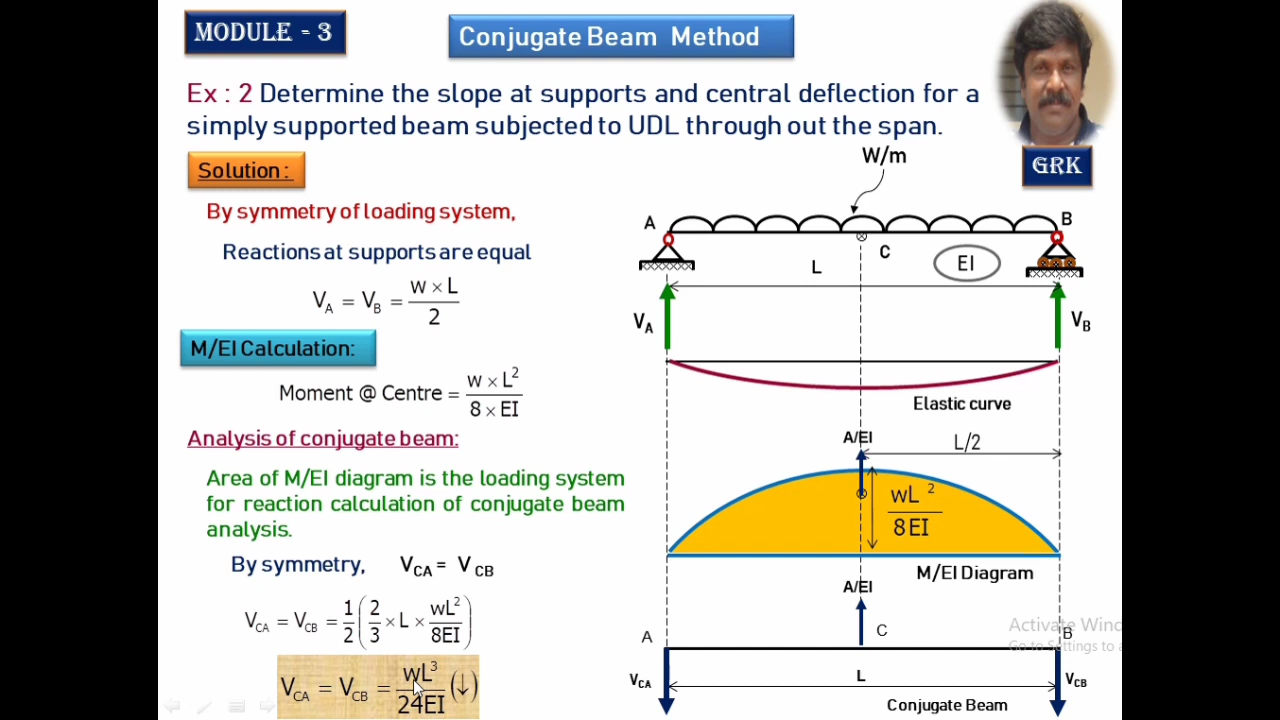 MODULE - 3
Conjugate Beam Method
Ex : 2 Determine the slope at supports and central deflection for a
simply supported beam subjected to UDL through out the span.
GRK
Solution :
By symmetry of loading system,
Reactions at supports are equal
V_A = V_B = (w × L) / 2
M/EI Calculation:
Moment @ Centre = (w × L²) / (8 × EI)
Analysis of conjugate beam:
Area of M/EI diagram is the loading system
for reaction calculation of conjugate beam
analysis.
By symmetry, V_CA = V_CB
V_CA = V_CB = 1/2 (2/3 × L × wL²/8EI)
V_CA = V_CB = wL³/24EI (↓)
W/m
A
B
C
EI
L
V_A
V_B
Elastic curve
A/EI
L/2
wL²/8EI
M/EI Diagram
A/EI
A
C
B
V_CA
L
V_CB
Conjugate Beam
Activate Wind
Go to Settings to a